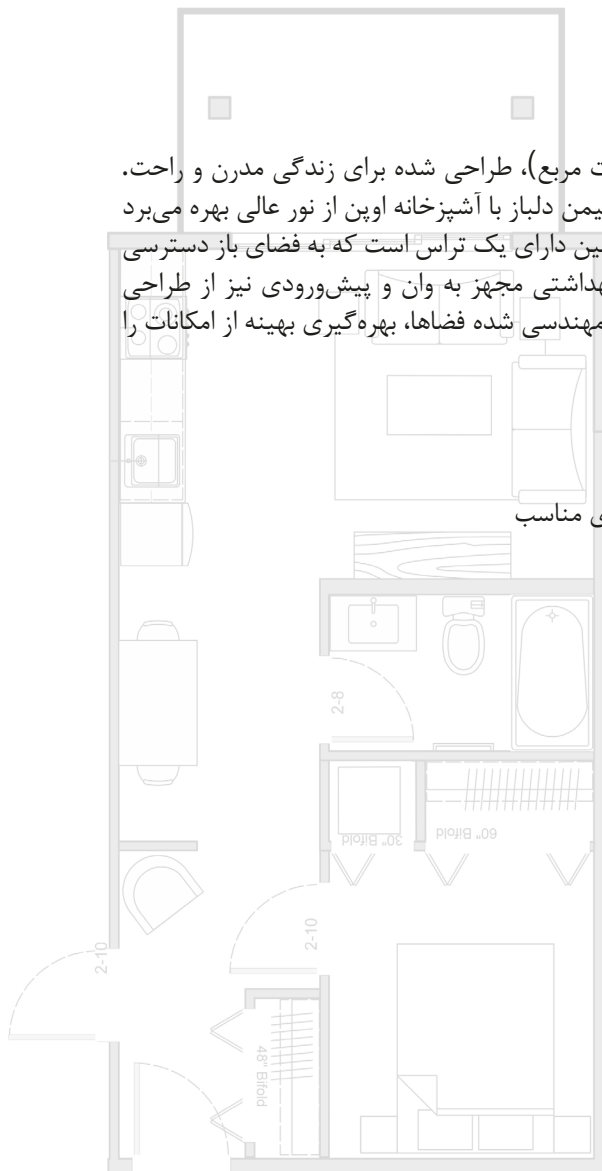 ت مربع)، طراحی شده برای زندگی مدرن و راحت.
یمن دلباز با آشپزخانه اوپن از نور عالی بهره می‌برد
ین دارای یک تراس است که به فضای باز دسترسی
هداشتی مجهز به وان و پیش‌ورودی نیز از طراحی
مهندسی شده فضاها، بهره‌گیری بهینه از امکانات را
ی مناسب
2-8
30" Bifold
60" Bifold
2-10
2-10
48" Bifold